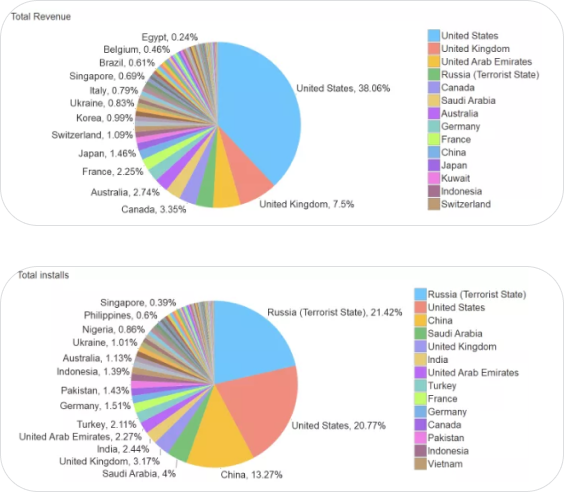 Total Revenue
Egypt, 0.24%
Belgium, 0.46%
Brazil, 0.61%
Singapore, 0.69%
Italy, 0.79%
Ukraine, 0.83%
Korea, 0.99%
Switzerland, 1.09%
Japan, 1.46%
France, 2.25%
Australia, 2.74%
Canada, 3.35%
United States, 38.06%
United Kingdom, 7.5%
United States
United Kingdom
United Arab Emirates
Russia (Terrorist State)
Canada
Saudi Arabia
Australia
Germany
France
China
Japan
Kuwait
Indonesia
Switzerland
Total installs
Singapore, 0.39%
Philippines, 0.6%
Nigeria, 0.86%
Ukraine, 1.01%
Australia, 1.13%
Indonesia, 1.39%
Pakistan, 1.43%
Germany, 1.51%
Turkey, 2.11%
United Arab Emirates, 2.27%
India, 2.44%
United Kingdom, 3.17%
Saudi Arabia, 4%
China, 13.27%
Russia (Terrorist State), 21.42%
United States, 20.77%
Russia (Terrorist State)
United States
China
Saudi Arabia
United Kingdom
India
United Arab Emirates
Turkey
France
Germany
Canada
Pakistan
Indonesia
Vietnam